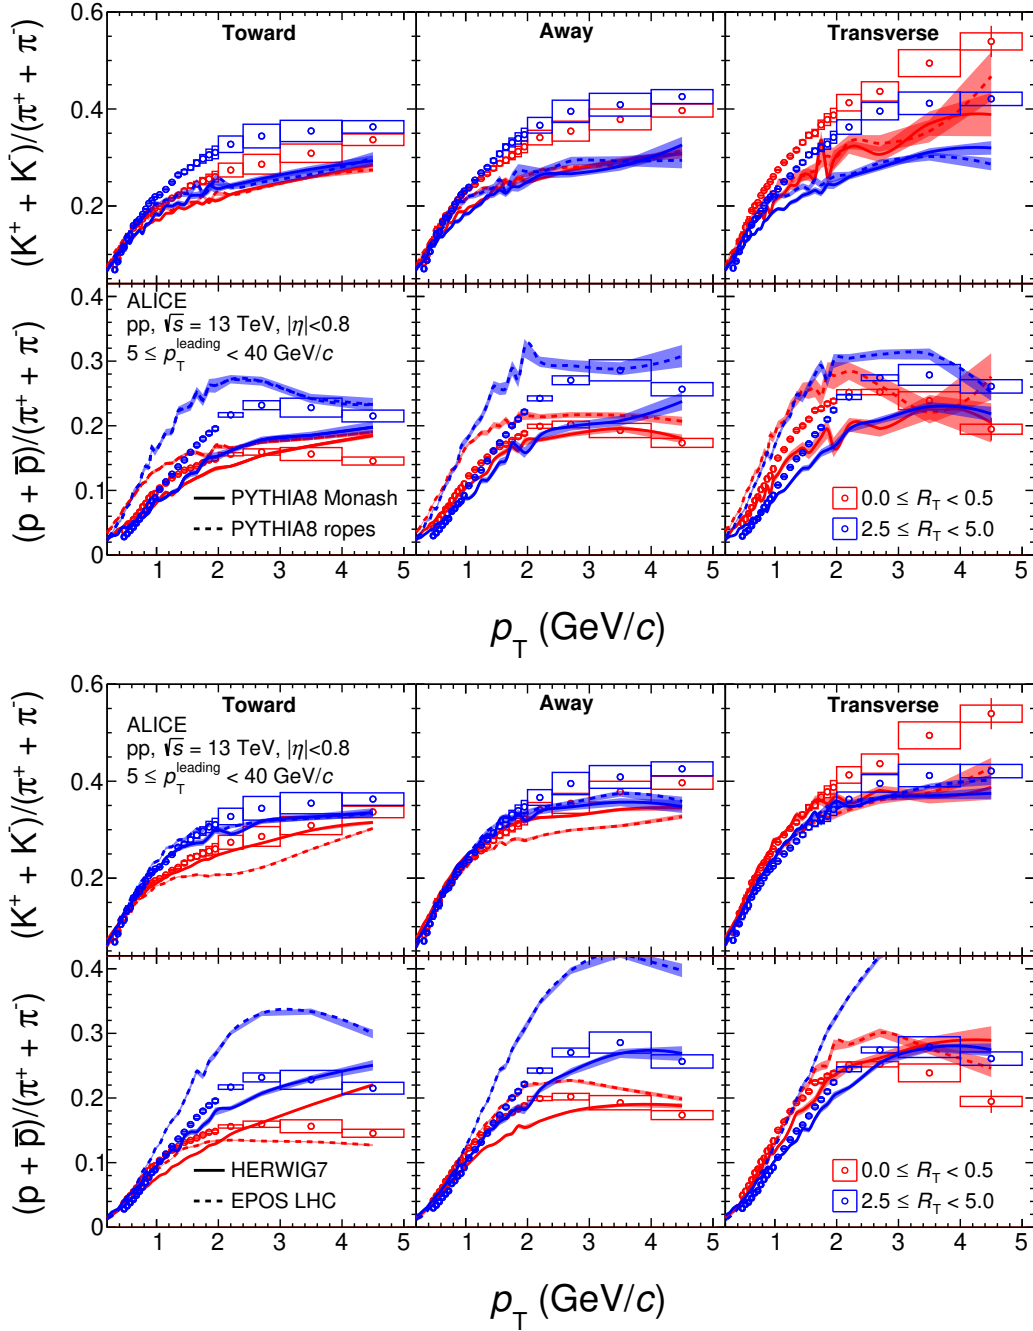 Toward Away Transverse
(K⁺ + K⁻)/(π⁺ + π⁻)
0.6
0.4
0.2
ALICE
pp, √s = 13 TeV, |η|<0.8
5 ≤ p_T^leading < 40 GeV/c
(p + p̅)/(π⁺ + π⁻)
0.4
0.3
0.2
0.1
0
PYTHIA8 Monash
PYTHIA8 ropes
0.0 ≤ R_T < 0.5
2.5 ≤ R_T < 5.0
1 2 3 4 5 1 2 3 4 5 1 2 3 4 5
p_T (GeV/c)
Toward Away Transverse
(K⁺ + K⁻)/(π⁺ + π⁻)
0.6
0.4
0.2
ALICE
pp, √s = 13 TeV, |η|<0.8
5 ≤ p_T^leading < 40 GeV/c
(p + p̅)/(π⁺ + π⁻)
0.4
0.3
0.2
0.1
0
HERWIG7
EPOS LHC
0.0 ≤ R_T < 0.5
2.5 ≤ R_T < 5.0
1 2 3 4 5 1 2 3 4 5 1 2 3 4 5
p_T (GeV/c)